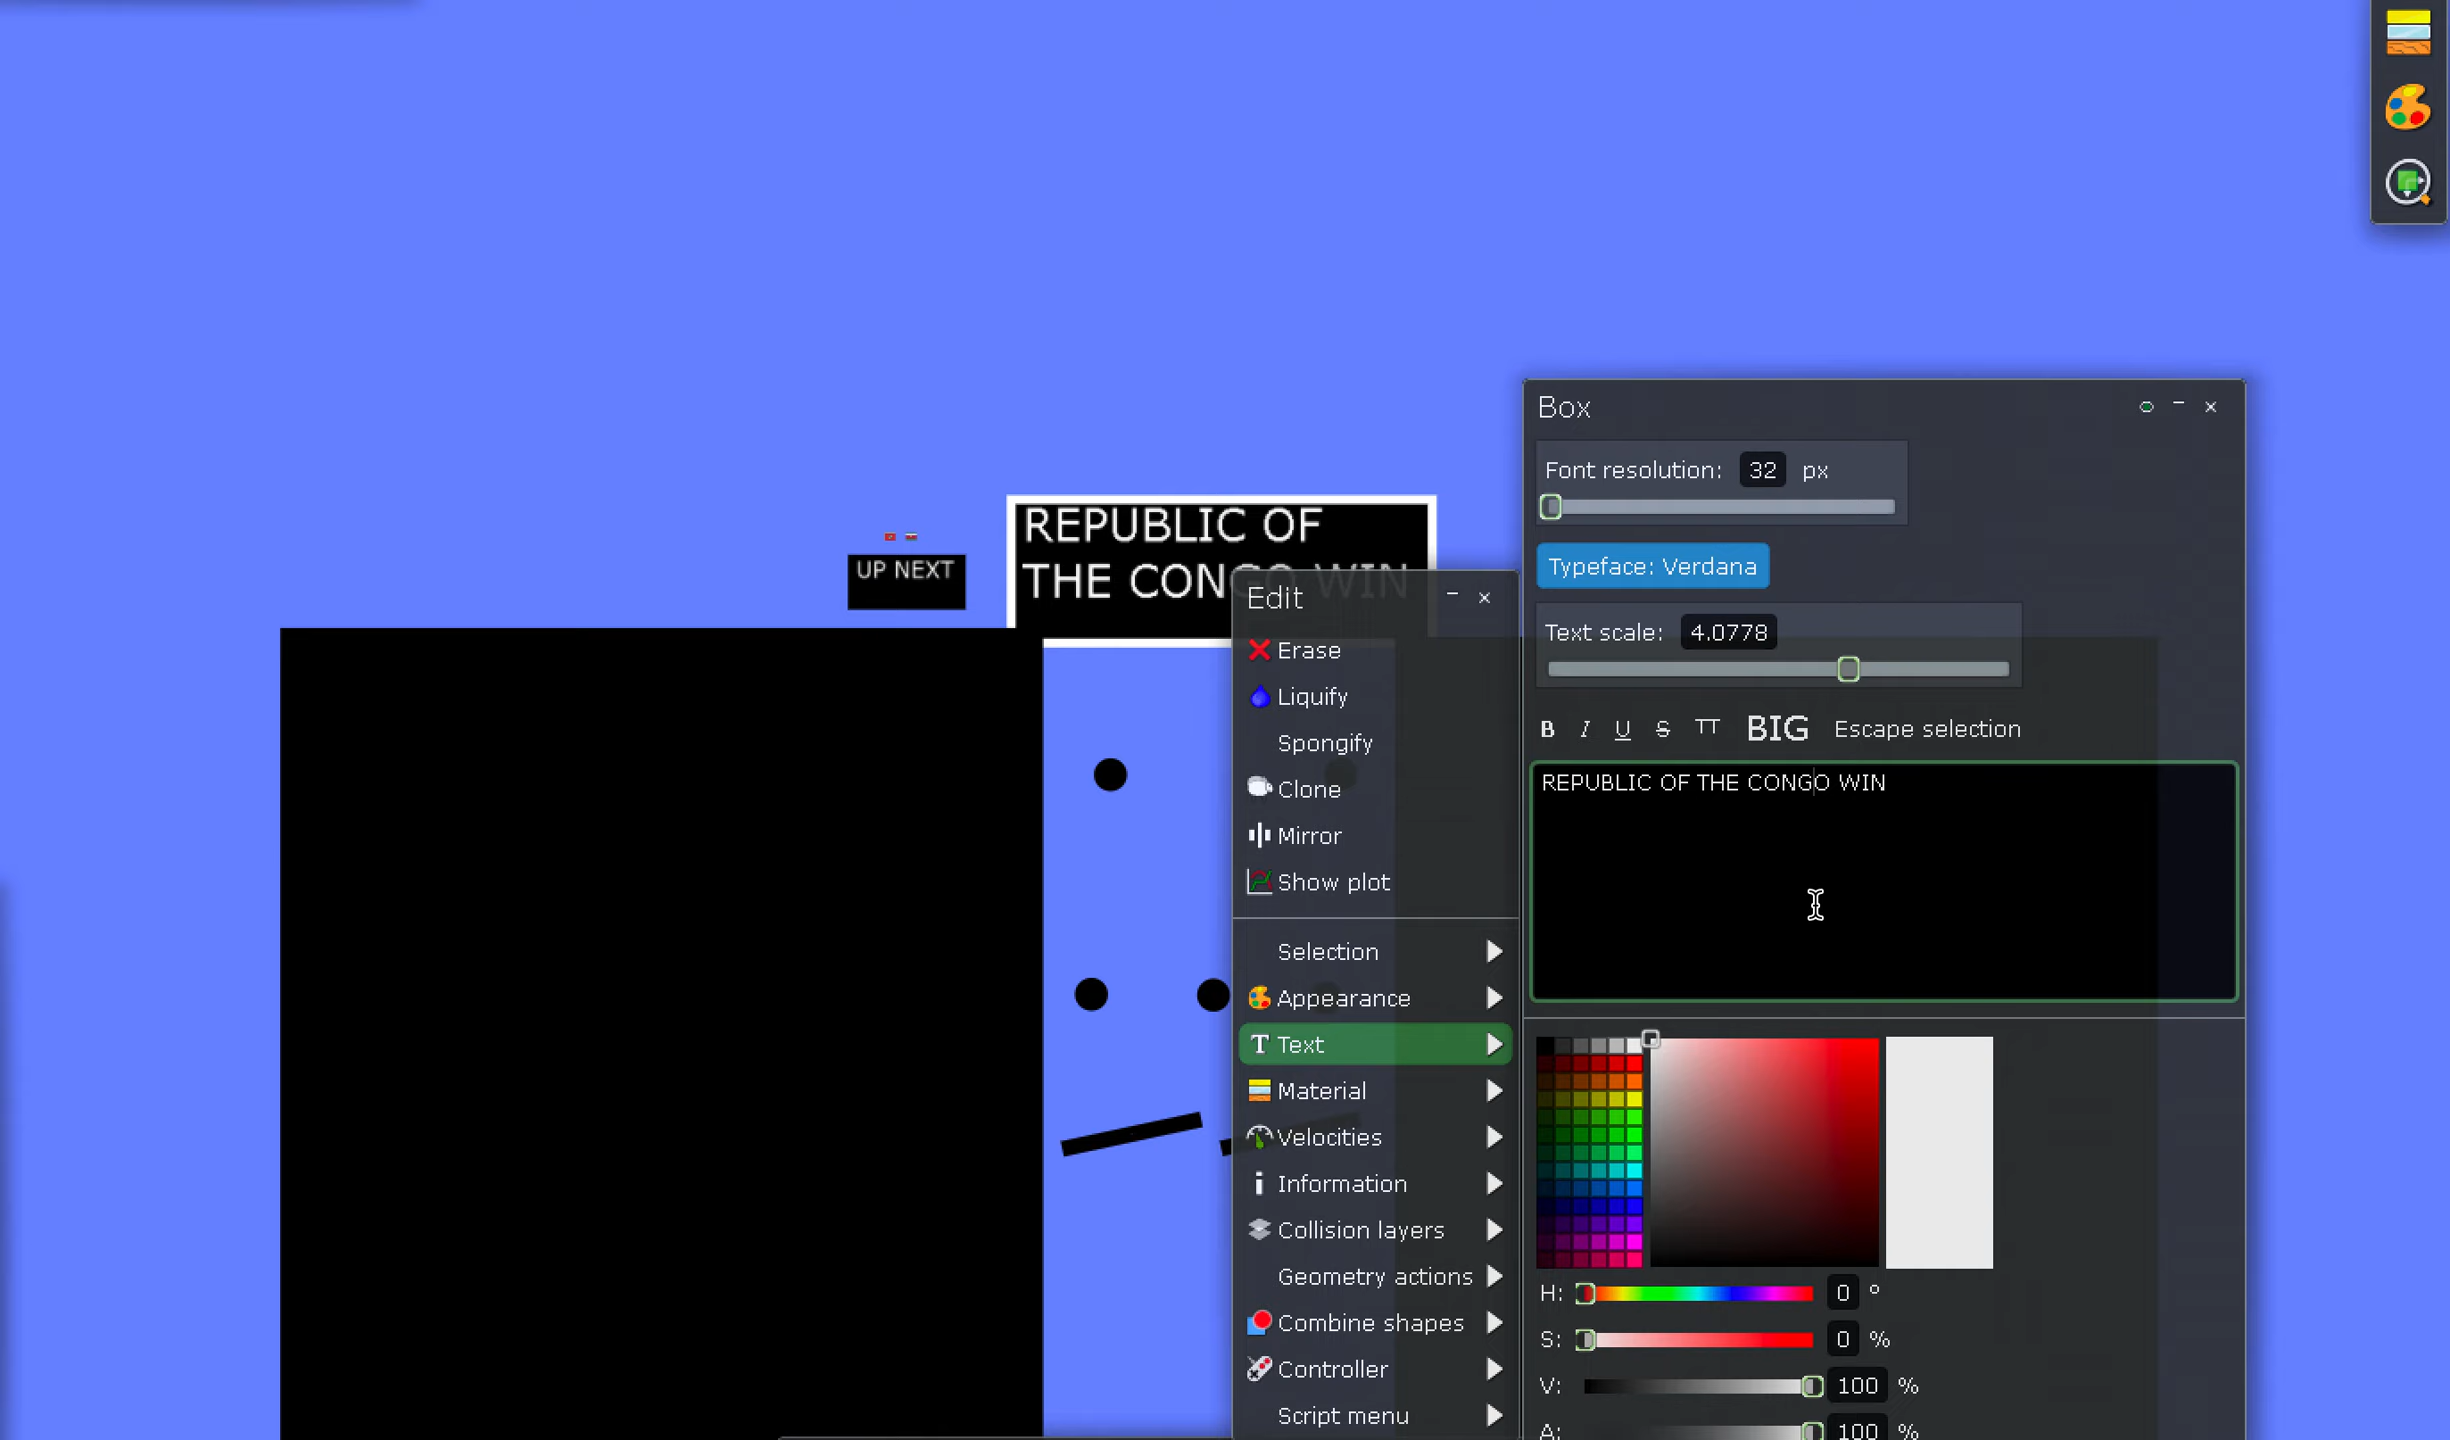 REPUBLIC OF
THE CONGO WIN
UP NEXT
Edit
Erase
Liquify
Spongify
Clone
Mirror
Show plot
Selection
Appearance
Text
Material
Velocities
Information
Collision layers
Geometry actions
Combine shapes
Controller
Script menu
Box
Font resolution: 32 px
Typeface: Verdana
Text scale: 4.0778
B I U S TT BIG Escape selection
REPUBLIC OF THE CONGO WIN
H: 0 °
S: 0 %
V: 100 %
A: 100 %